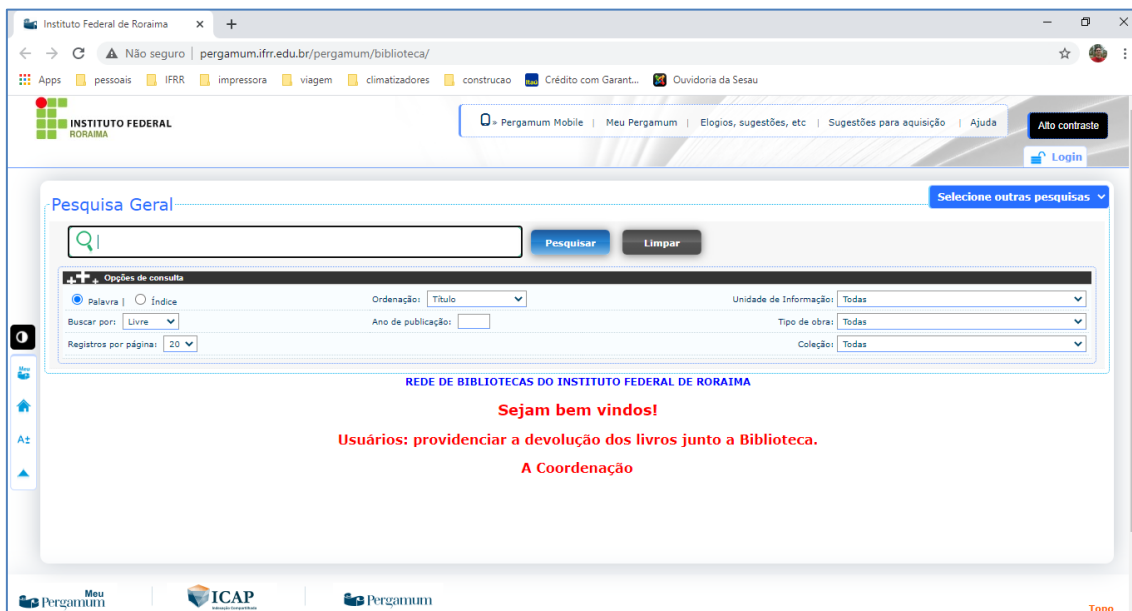 Instituto Federal de Roraima
Não seguro | pergamum.ifrr.edu.br/pergamum/biblioteca/
Apps pessoais IFRR impressora viagem climatizadores construcao Itaú Crédito com Garant... Ouvidoria da Sesau
INSTITUTO FEDERAL
RORAIMA
» Pergamum Mobile | Meu Pergamum | Elogios, sugestões, etc | Sugestões para aquisição | Ajuda
Alto contraste
Login
Selecione outras pesquisas
Pesquisa Geral
Pesquisar Limpar
Opções de consulta
Palavra | Índice Ordenação: Título Unidade de Informação: Todas
Buscar por: Livre Ano de publicação: Tipo de obra: Todas
Registros por página: 20 Coleção: Todas
Meu
A±
REDE DE BIBLIOTECAS DO INSTITUTO FEDERAL DE RORAIMA
Sejam bem vindos!
Usuários: providenciar a devolução dos livros junto a Biblioteca.
A Coordenação
Meu
Pergamum ICAP Pergamum
Topo